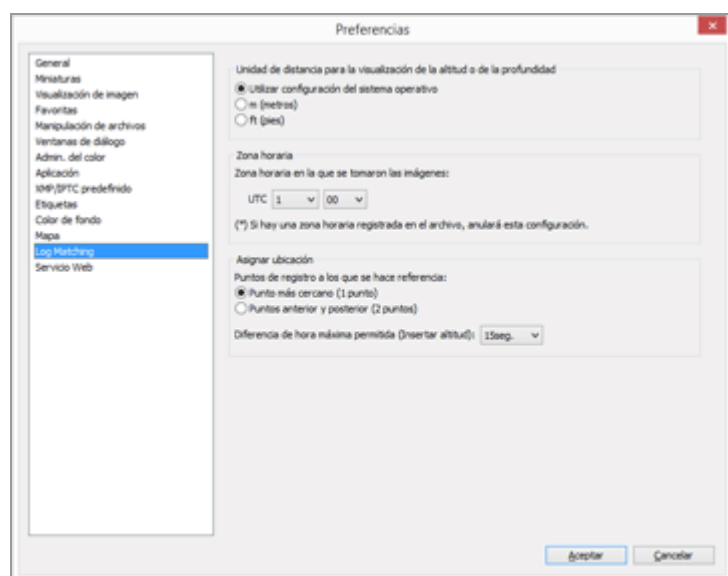 Preferencias
General
Miniaturas
Visualización de imagen
Favoritas
Manipulación de archivos
Ventanas de diálogo
Admin. del color
Aplicación
XMP/IPTC predefinido
Etiquetas
Color de fondo
Mapa
Log Matching
Servicio Web
Unidad de distancia para la visualización de la altitud o de la profundidad
Utilizar configuración del sistema operativo
m (metros)
ft (pies)
Zona horaria
Zona horaria en la que se tomaron las imágenes:
UTC 1 00
(*) Si hay una zona horaria registrada en el archivo, anulará esta configuración.
Asignar ubicación
Puntos de registro a los que se hace referencia:
Punto más cercano (1 punto)
Puntos anterior y posterior (2 puntos)
Diferencia de hora máxima permitida (Insertar altitud): 15seg.
Aceptar Cancelar